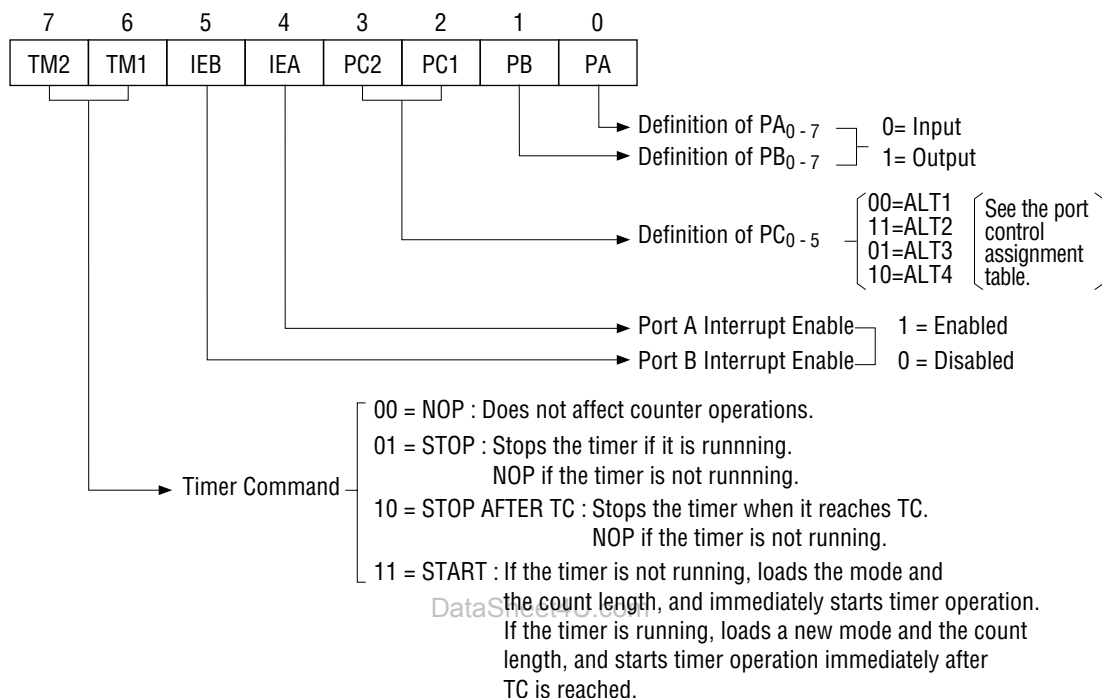 7 6 5 4 3 2 1 0
TM2 TM1 IEB IEA PC2 PC1 PB PA
Definition of PA0 - 7
0= Input
Definition of PB0 - 7
1= Output
Definition of PC0 - 5
00=ALT1
11=ALT2
01=ALT3
10=ALT4
See the port
control
assignment
table.
Port A Interrupt Enable
1 = Enabled
Port B Interrupt Enable
0 = Disabled
Timer Command
00 = NOP : Does not affect counter operations.
01 = STOP : Stops the timer if it is runnning.
NOP if the timer is not runnning.
10 = STOP AFTER TC : Stops the timer when it reaches TC.
NOP if the timer is not running.
11 = START : If the timer is not running, loads the mode and
the count length, and immediately starts timer operation.
DataSheet4U.com
If the timer is running, loads a new mode and the count
length, and starts timer operation immediately after
TC is reached.